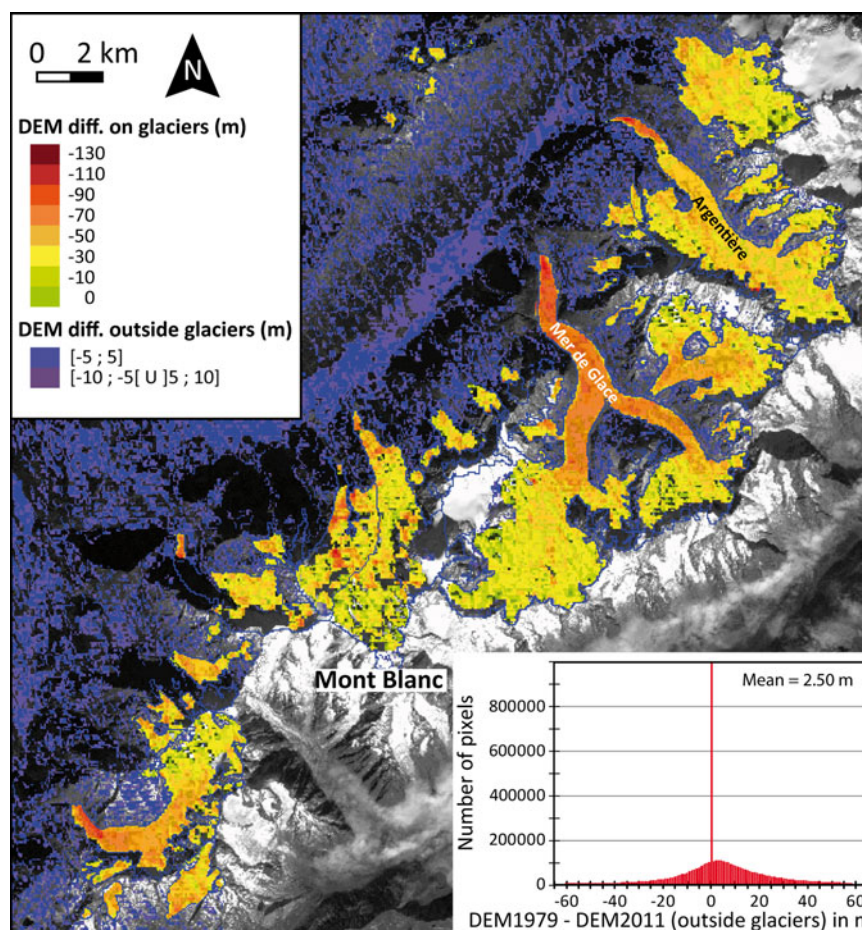 0 2 km
N
DEM diff. on glaciers (m)
-130
-110
-90
-70
-50
-30
-10
0
DEM diff. outside glaciers (m)
[-5 ; 5]
[-10 ; -5[ U ]5 ; 10]
Argentière
Mer de Glace
Mont Blanc
Mean = 2.50 m
Number of pixels
800000
600000
400000
200000
0
-60 -40 -20 0 20 40 60
DEM1979 - DEM2011 (outside glaciers) in m